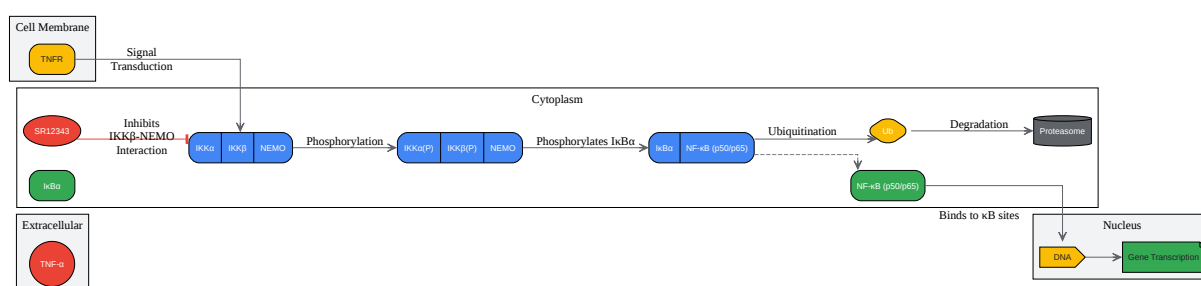 Cell Membrane
TNFR
Signal
Transduction
Cytoplasm
SR12343
Inhibits
IKKβ-NEMO
Interaction
IKKα
IKKβ
NEMO
Phosphorylation
IKKα(P)
IKKβ(P)
NEMO
Phosphorylates IκBα
IκBα
NF-κB (p50/p65)
Ubiquitination
Ub
Degradation
Proteasome
IκBα
NF-κB (p50/p65)
Extracellular
TNF-α
Binds to κB sites
Nucleus
DNA
Gene Transcription